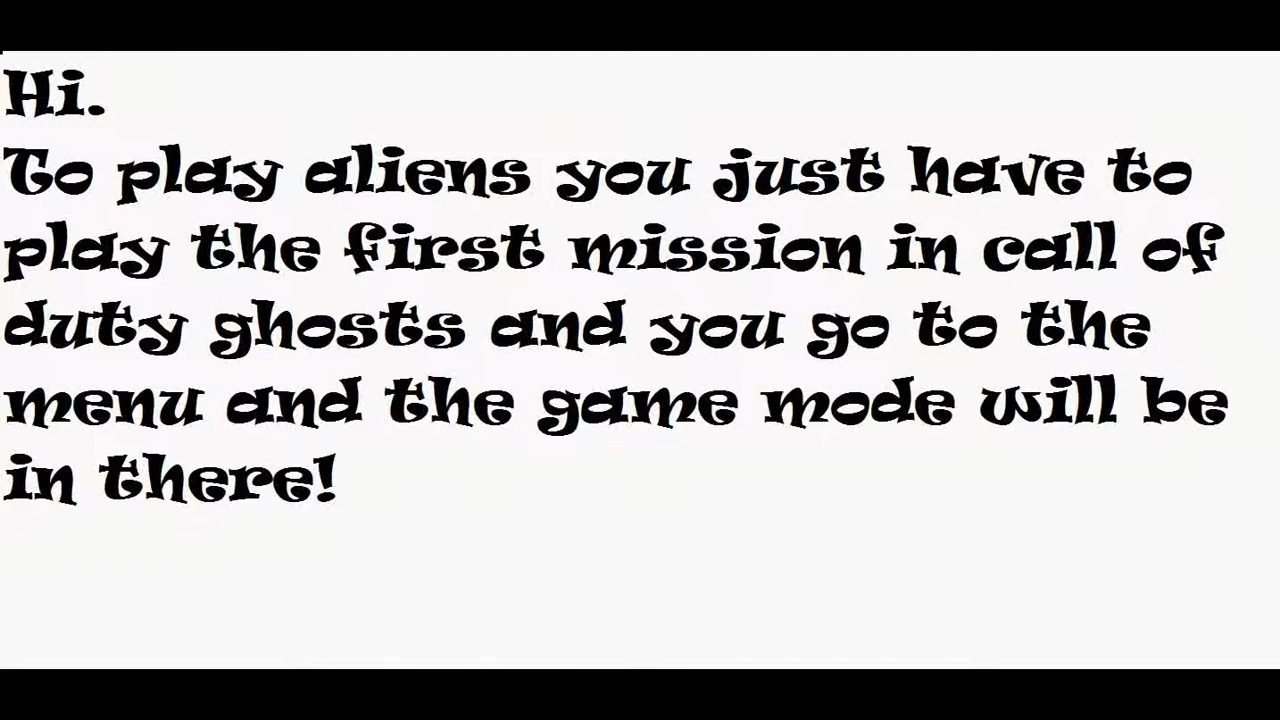 Hi.
To play aliens you just have to
play the first mission in call of
duty ghosts and you go to the
menu and the game mode will be
in there!